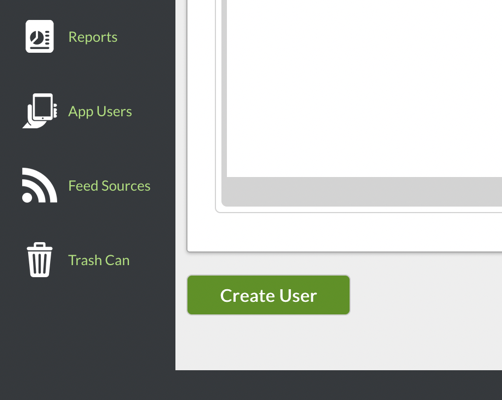 Reports
App Users
Feed Sources
Trash Can
Create User